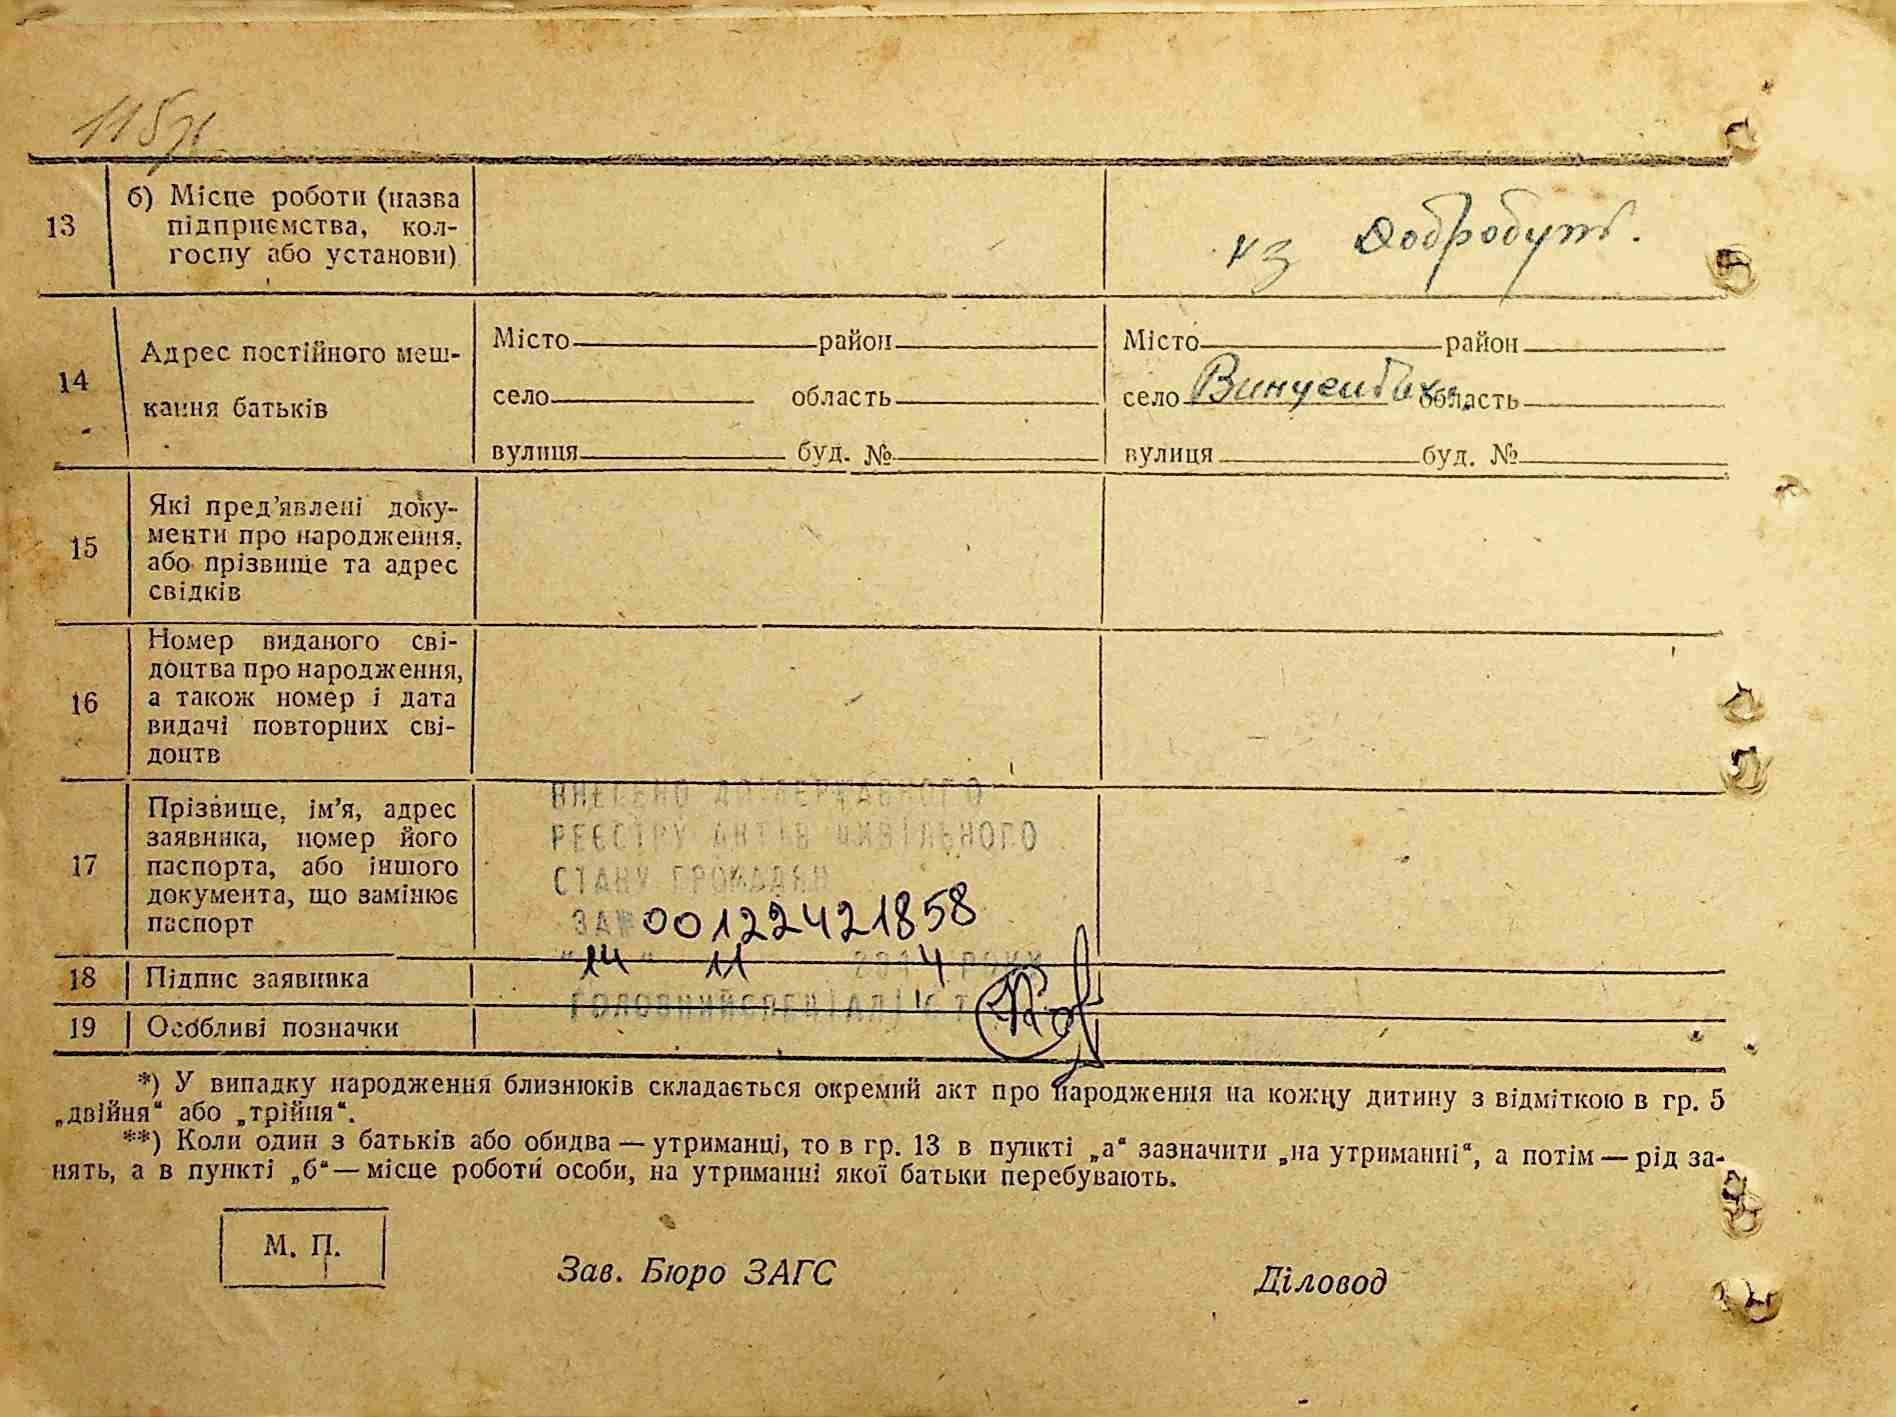 13
б) Місце роботи (назва
підприємства, кол-
госпу або установи)
кз Добробут.
14
Адрес постійного меш-
кання батьків
Місто район
село область
вулиця буд. №
Місто район
село область
вулиця буд. №
15
Які пред'явлені доку-
менти про народження,
або прізвище та адрес
свідків
16
Номер виданого сві-
доцтва про народження,
а також номер і дата
видачі повторних сві-
доцтв
17
Прізвище, ім'я, адрес
заявника, номер його
паспорта, або іншого
документа, що замінює
паспорт
ВНЕСЕНО ДО ДЕРЖАВНОГО
РЕЄСТРУ АКТІВ ЦИВІЛЬНОГО
СТАНУ ГРОМАДЯН
ЗА № 00122421858
"14" 11 2014 РОКУ
ГОЛОВНИЙ СПЕЦІАЛІСТ
18 Підпис заявника
19 Особливі позначки
*) У випадку народження близнюків складається окремий акт про народження на кожну дитину з відміткою в гр. 5
„двійня“ або „трійня“.
**) Коли один з батьків або обидва — утриманці, то в гр. 13 в пункті „а“ зазначити „на утриманні“, а потім — рід за-
нять, а в пункті „б“ — місце роботи особи, на утриманні якої батьки перебувають.
М. П.
Зав. Бюро ЗАГС
Діловод